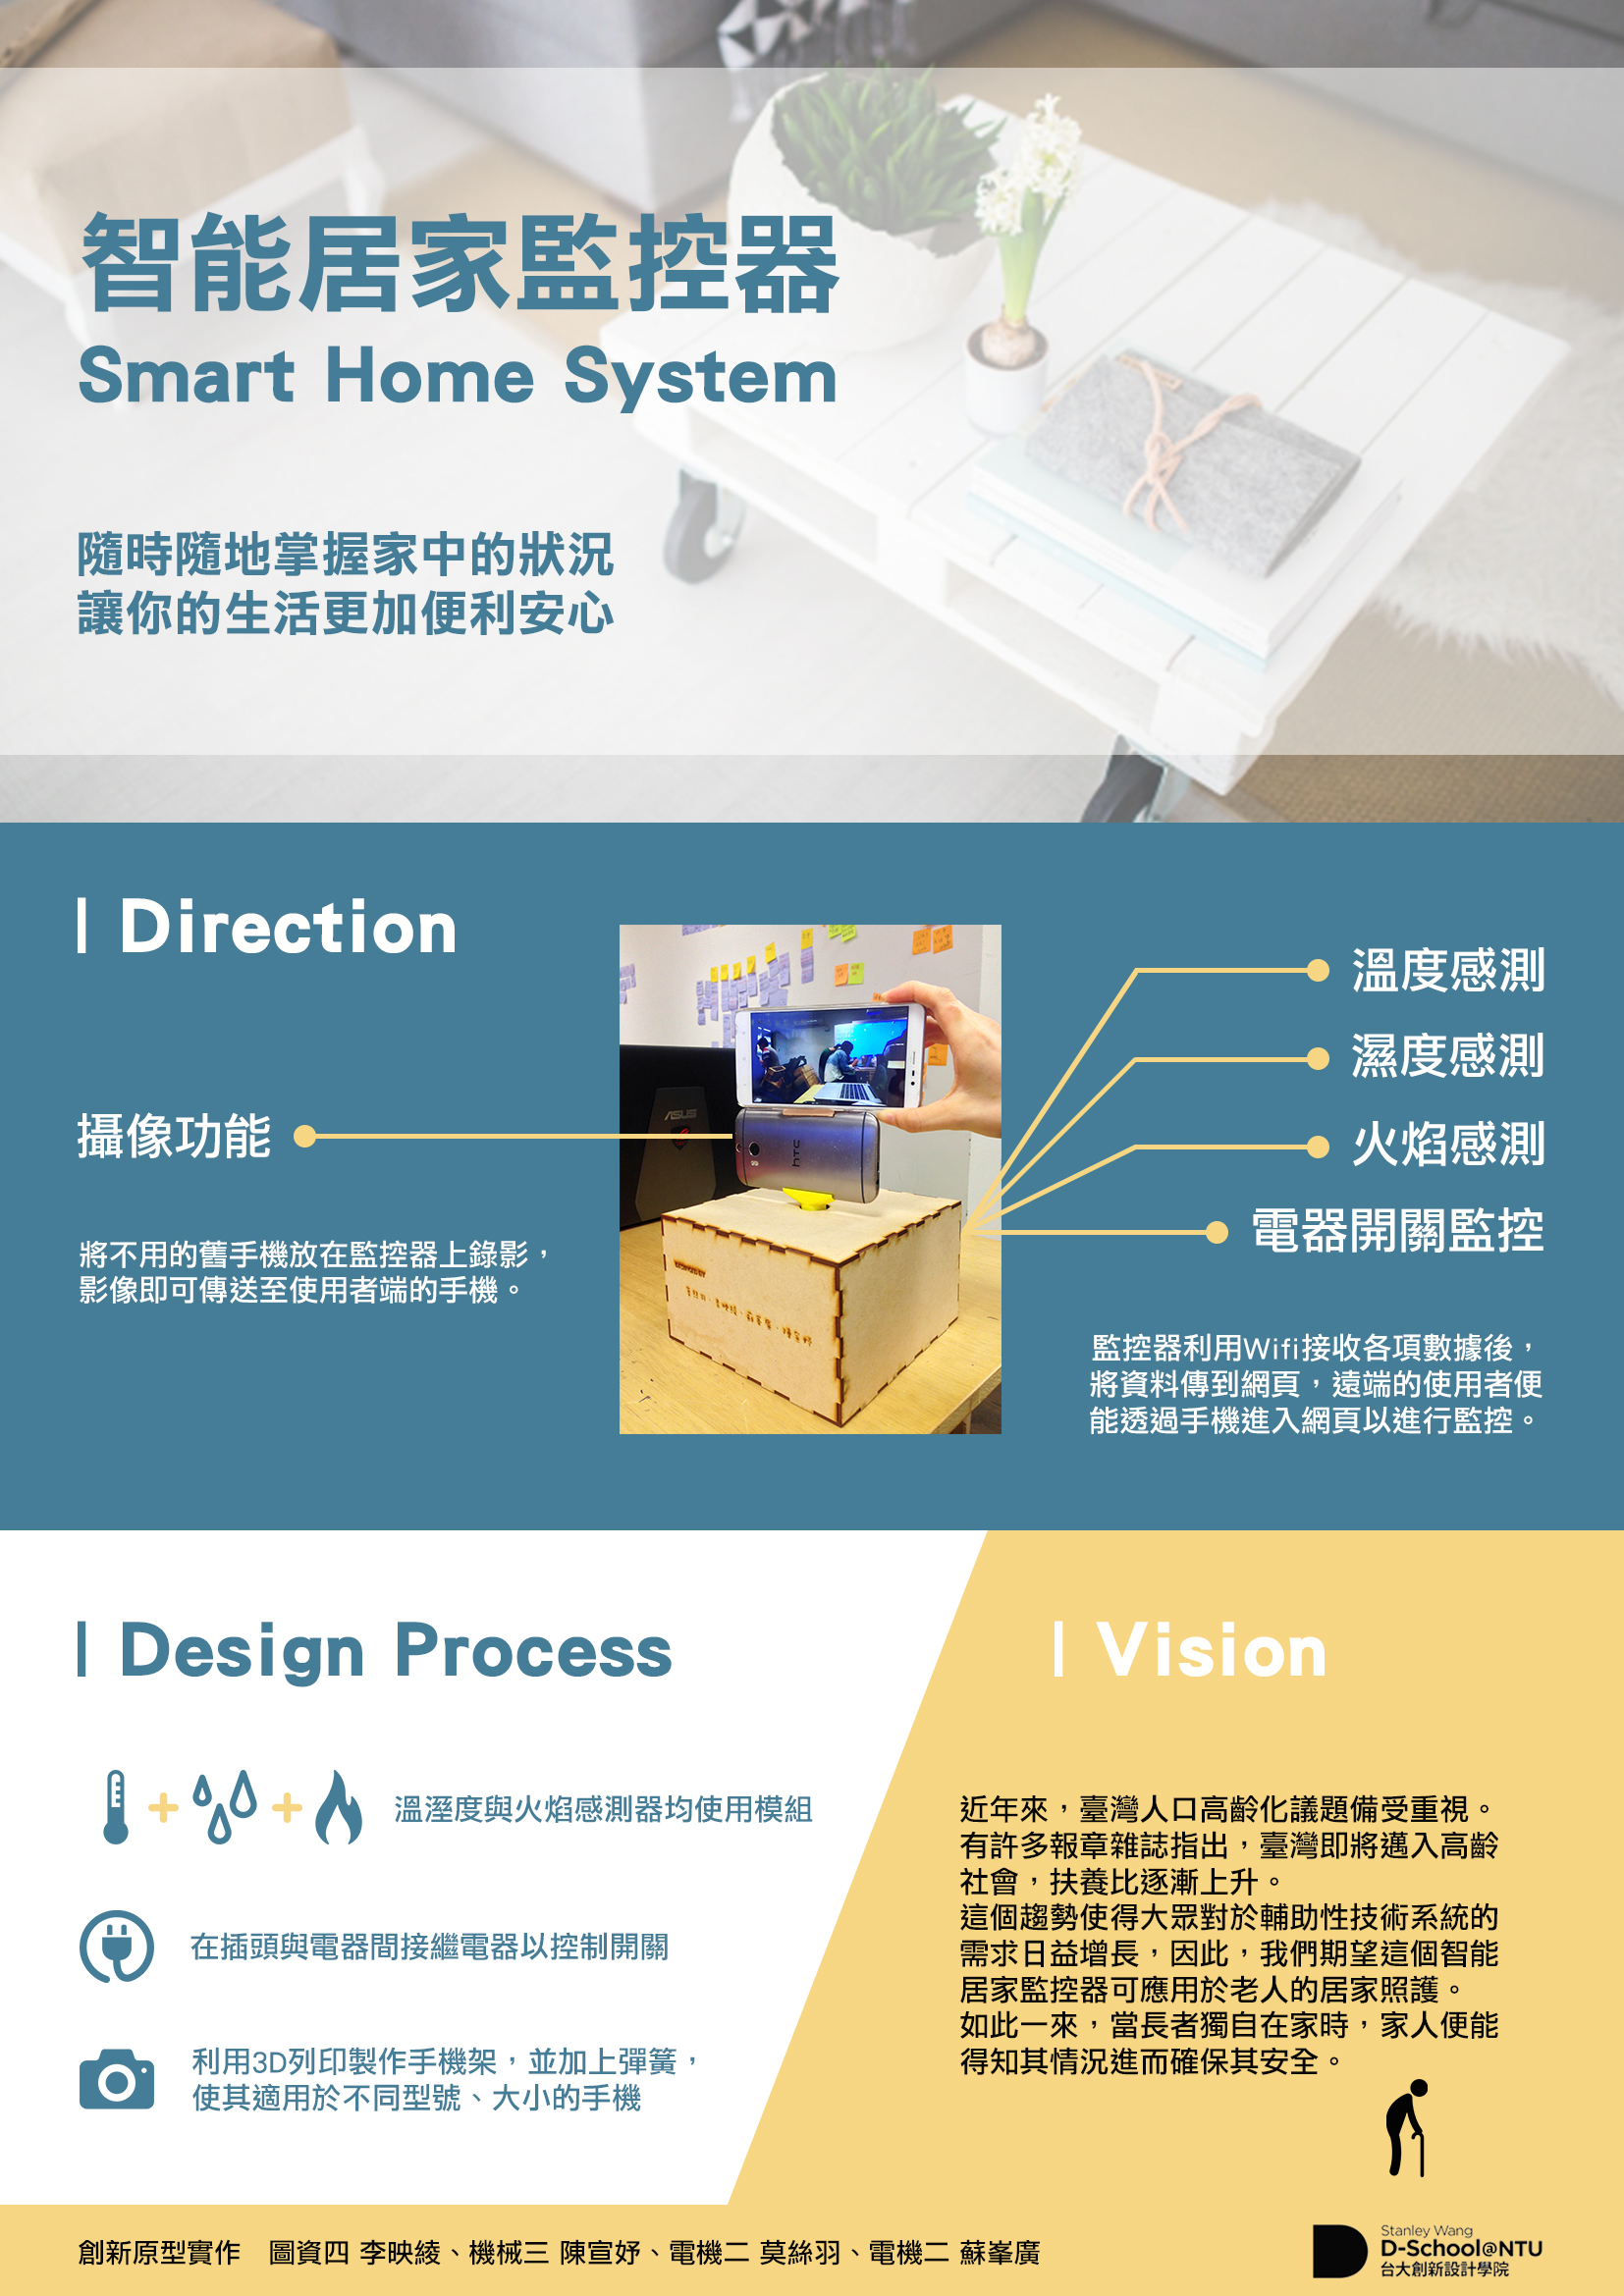 智能居家監控器
Smart Home System
隨時隨地掌握家中的狀況
讓你的生活更加便利安心
Direction
攝像功能
將不用的舊手機放在監控器上錄影，
影像即可傳送至使用者端的手機。
ASUS
htc
溫度感測
濕度感測
火焰感測
電器開關監控
監控器利用Wifi接收各項數據後，
將資料傳到網頁，遠端的使用者便
能透過手機進入網頁以進行監控。
Design Process
溫溼度與火焰感測器均使用模組
在插頭與電器間接繼電器以控制開關
利用3D列印製作手機架，並加上彈簧，
使其適用於不同型號、大小的手機
Vision
近年來，臺灣人口高齡化議題備受重視。
有許多報章雜誌指出，臺灣即將邁入高齡
社會，扶養比逐漸上升。
這個趨勢使得大眾對於輔助性技術系統的
需求日益增長，因此，我們期望這個智能
居家監控器可應用於老人的居家照護。
如此一來，當長者獨自在家時，家人便能
得知其情況進而確保其安全。
創新原型實作　圖資四 李映綾、機械三 陳宣妤、電機二 莫絲羽、電機二 蘇峯廣
Stanley Wang
D-School@NTU
台大創新設計學院